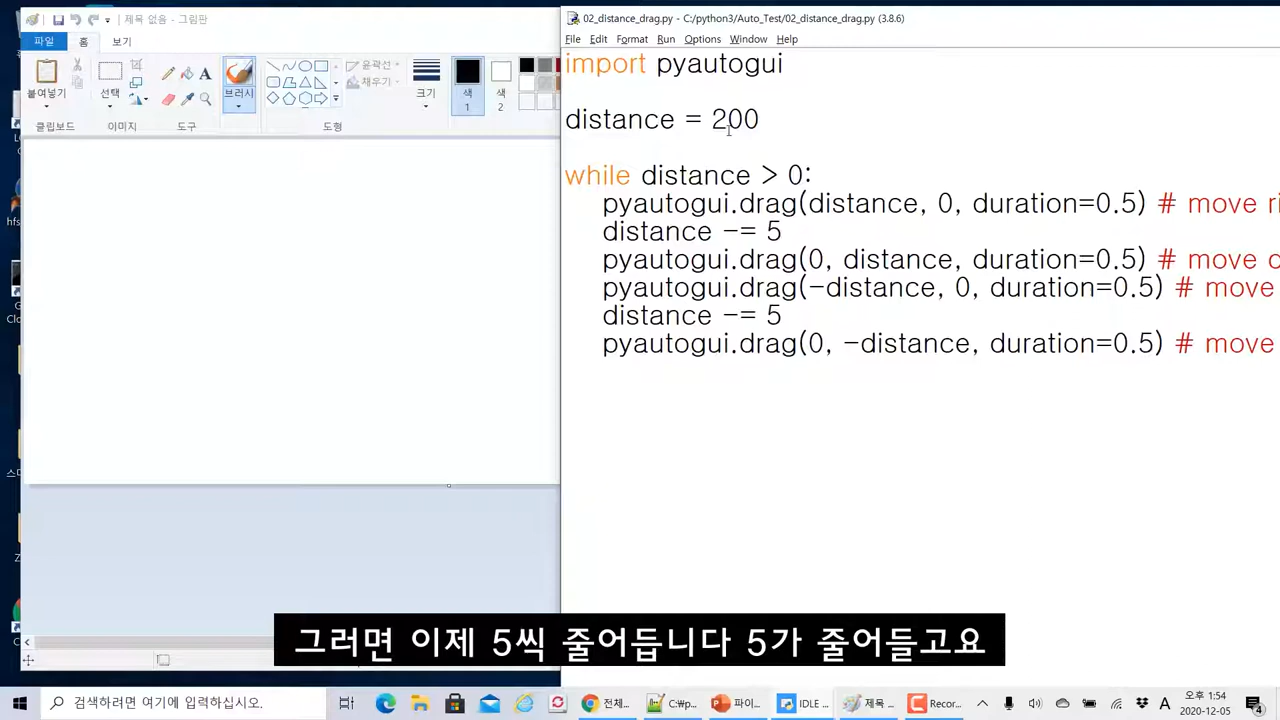 제목 없음 - 그림판
파일
홈
보기
붙여넣기
선택
브러시
윤곽선
채우기
크기
색
1
색
2
클립보드
이미지
도구
도형
02_distance_drag.py - C:/python3/Auto_Test/02_distance_drag.py (3.8.6)
File Edit Format Run Options Window Help
import pyautogui
distance = 200
while distance > 0:
pyautogui.drag(distance, 0, duration=0.5) # move ri
distance -= 5
pyautogui.drag(0, distance, duration=0.5) # move
pyautogui.drag(-distance, 0, duration=0.5) # move
distance -= 5
pyautogui.drag(0, -distance, duration=0.5) # move
그러면 이제 5씩 줄어듭니다 5가 줄어들고요
검색하려면 여기에 입력하십시오.
전체...
C:\p...
파이...
IDLE ...
제목 ...
Recor...
A
오후 1:54
2020-12-05
4